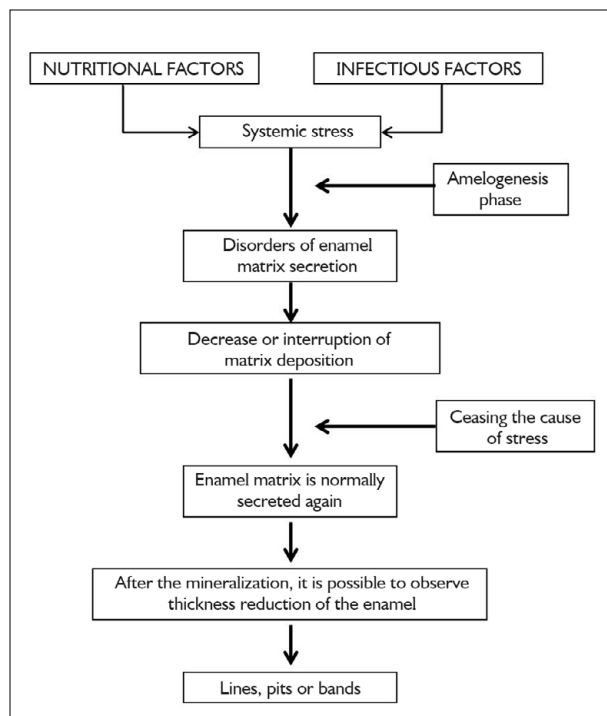 NUTRITIONAL FACTORS
INFECTIOUS FACTORS
Systemic stress
Amelogenesis
phase
Disorders of enamel
matrix secretion
Decrease or interruption of
matrix deposition
Ceasing the cause
of stress
Enamel matrix is normally
secreted again
After the mineralization, it is possible to observe
thickness reduction of the enamel
Lines, pits or bands